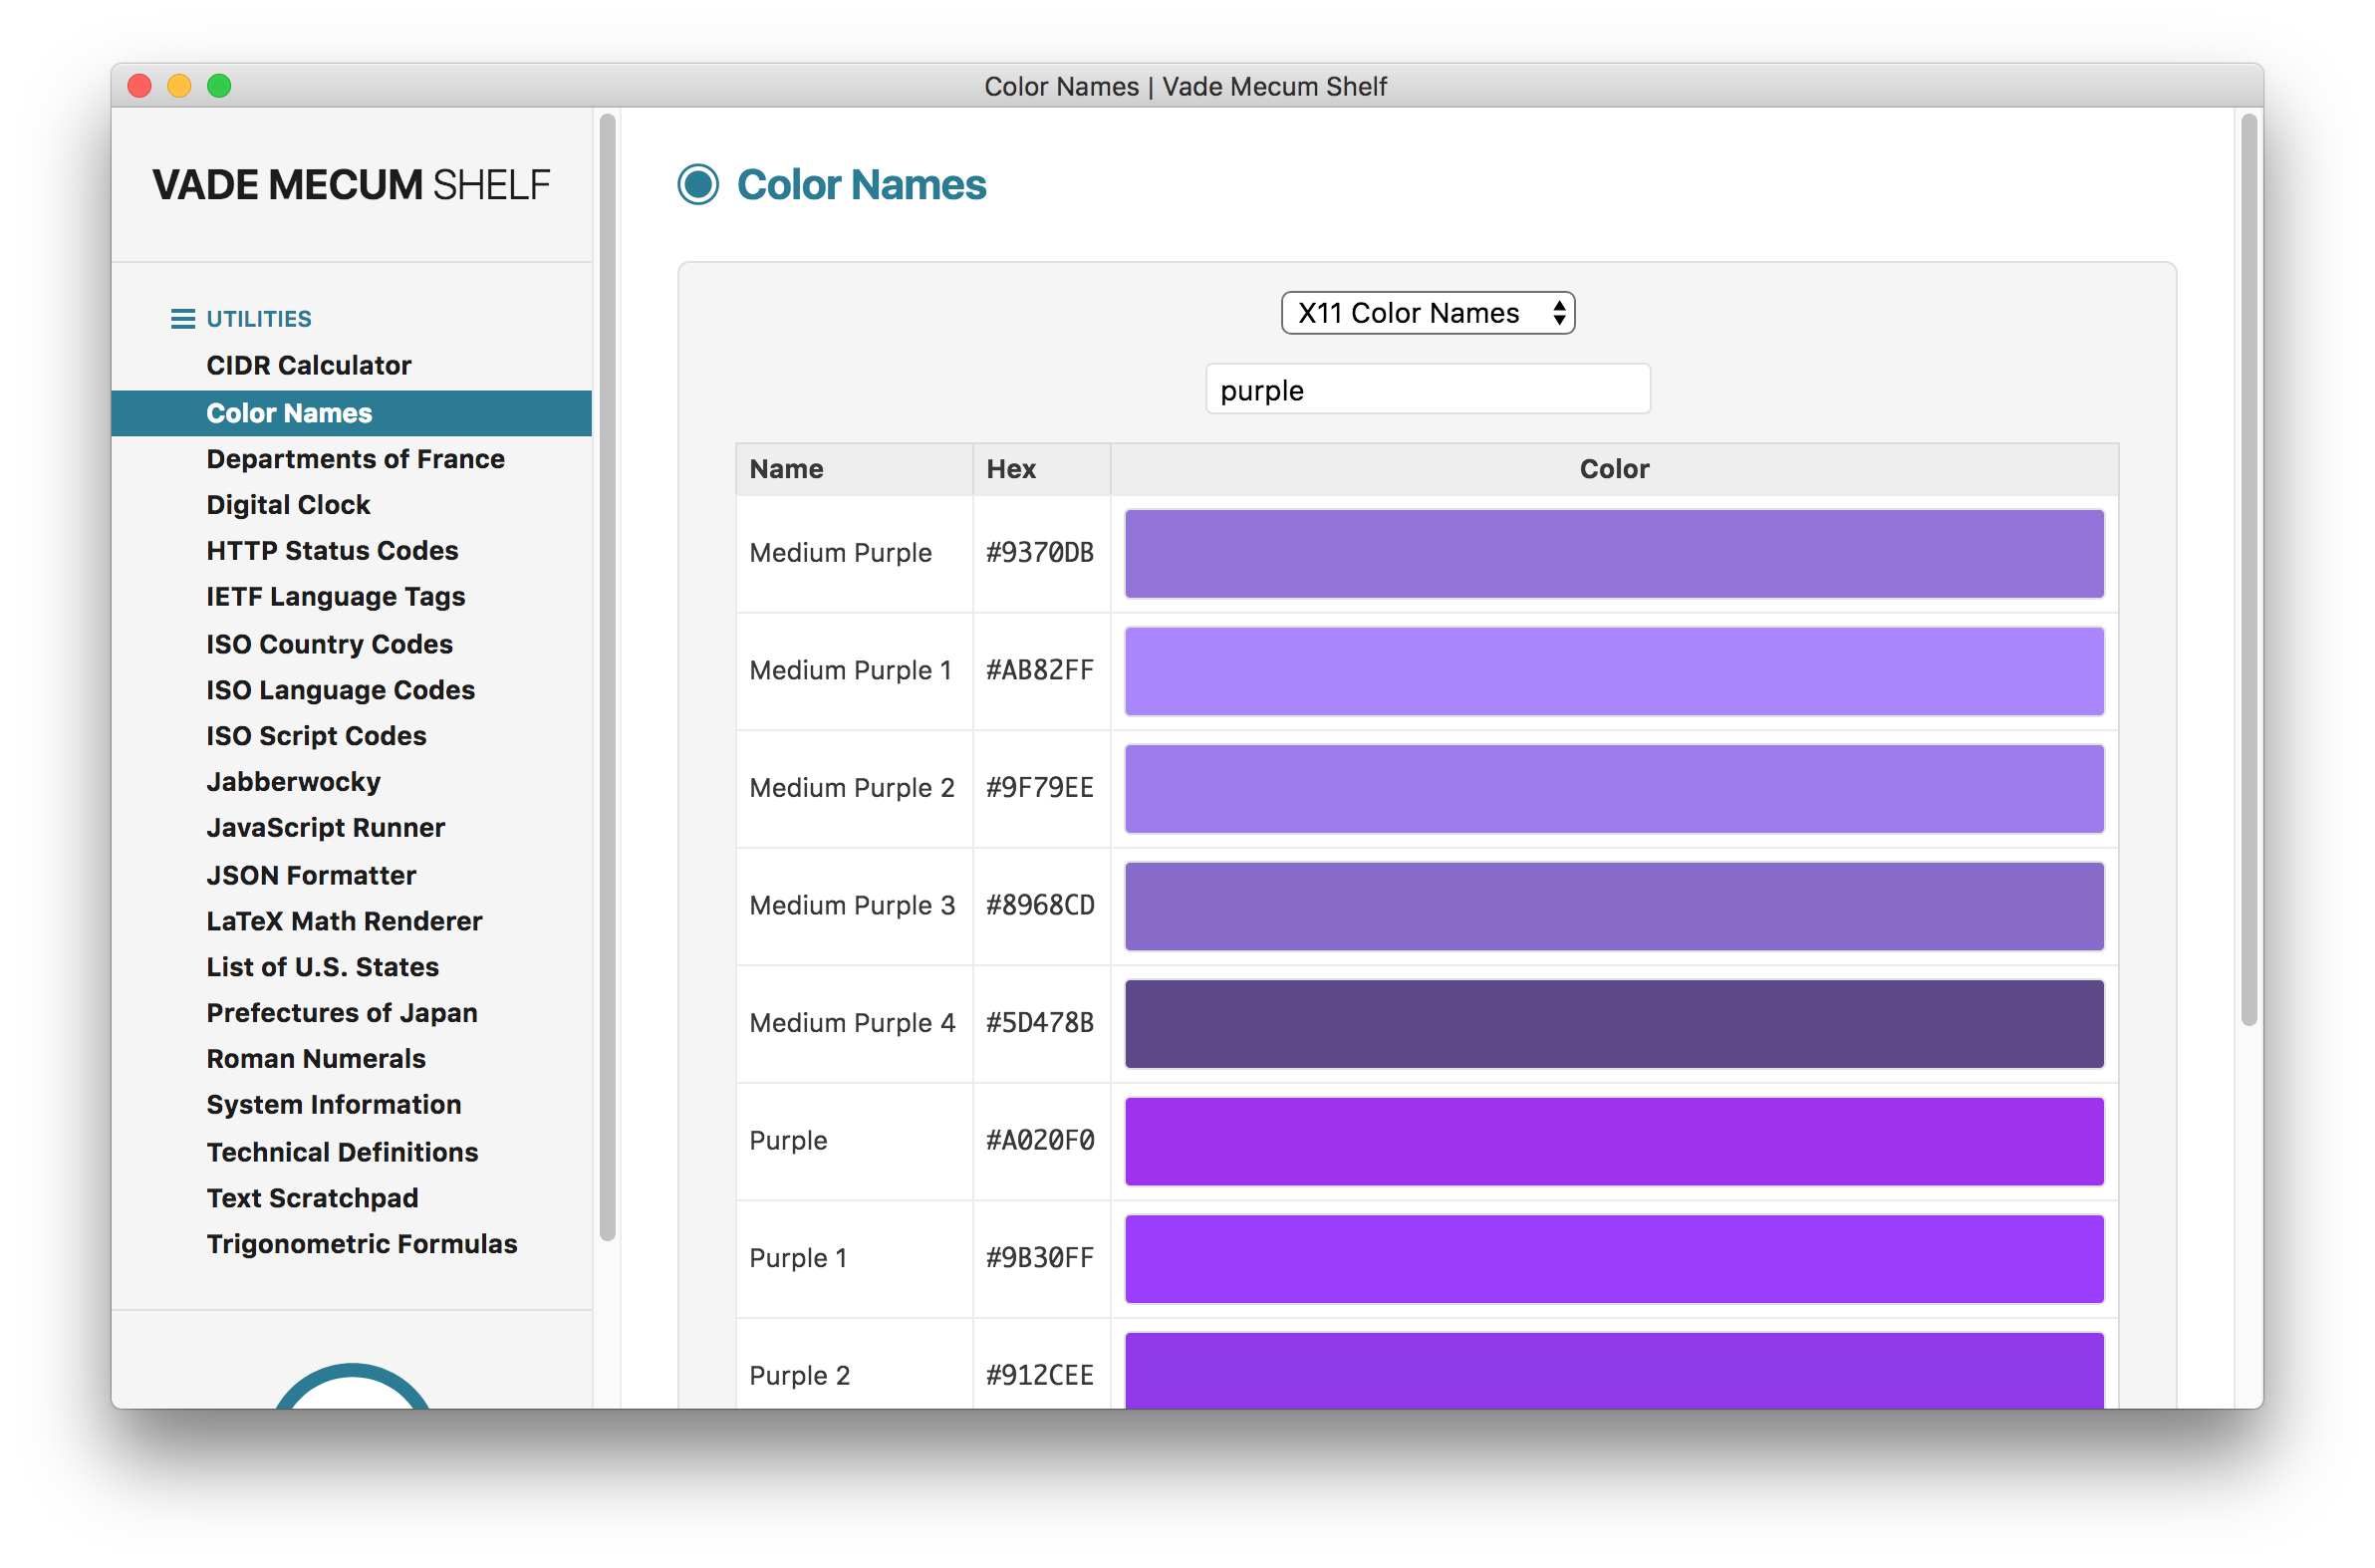 Color Names | Vade Mecum Shelf
VADE MECUM SHELF
UTILITIES
CIDR Calculator
Color Names
Departments of France
Digital Clock
HTTP Status Codes
IETF Language Tags
ISO Country Codes
ISO Language Codes
ISO Script Codes
Jabberwocky
JavaScript Runner
JSON Formatter
LaTeX Math Renderer
List of U.S. States
Prefectures of Japan
Roman Numerals
System Information
Technical Definitions
Text Scratchpad
Trigonometric Formulas
Color Names
X11 Color Names
purple
Name Hex Color
Medium Purple #9370DB
Medium Purple 1 #AB82FF
Medium Purple 2 #9F79EE
Medium Purple 3 #8968CD
Medium Purple 4 #5D478B
Purple #A020F0
Purple 1 #9B30FF
Purple 2 #912CEE